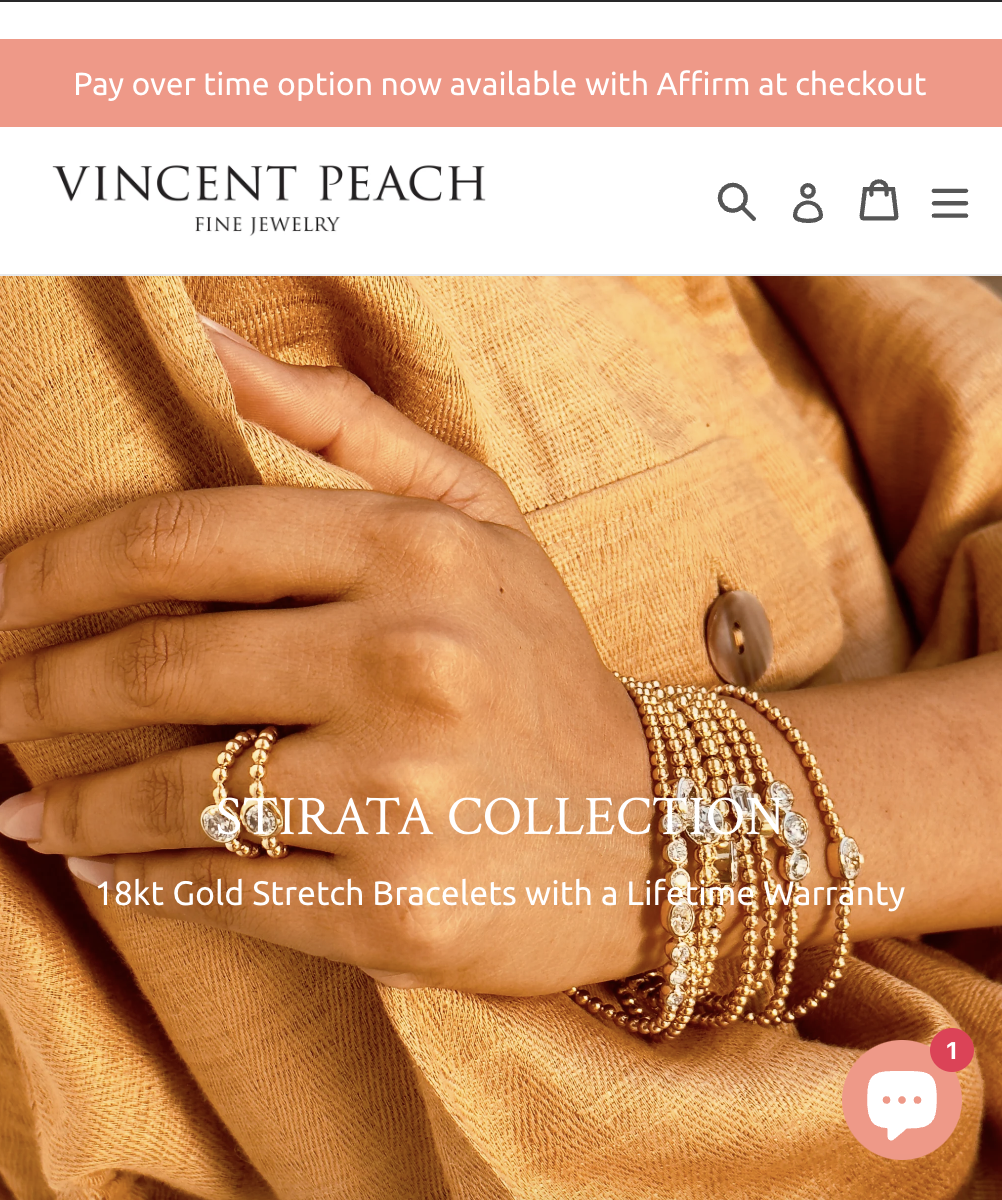 Pay over time option now available with Affirm at checkout
VINCENT PEACH
FINE JEWELRY
STIRATA COLLECTION
18kt Gold Stretch Bracelets with a Lifetime Warranty
1